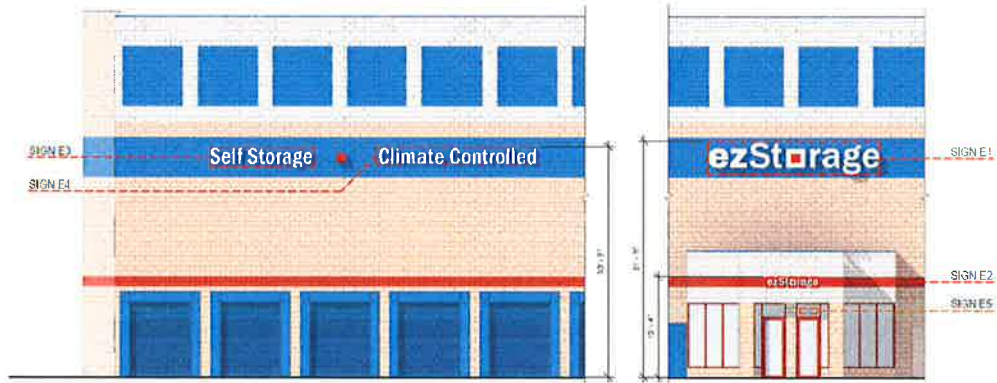 SIGN E3
Self Storage
Climate Controlled
SIGN E4
ezStorage
SIGN E1
ezStorage
SIGN E2
SIGN E5